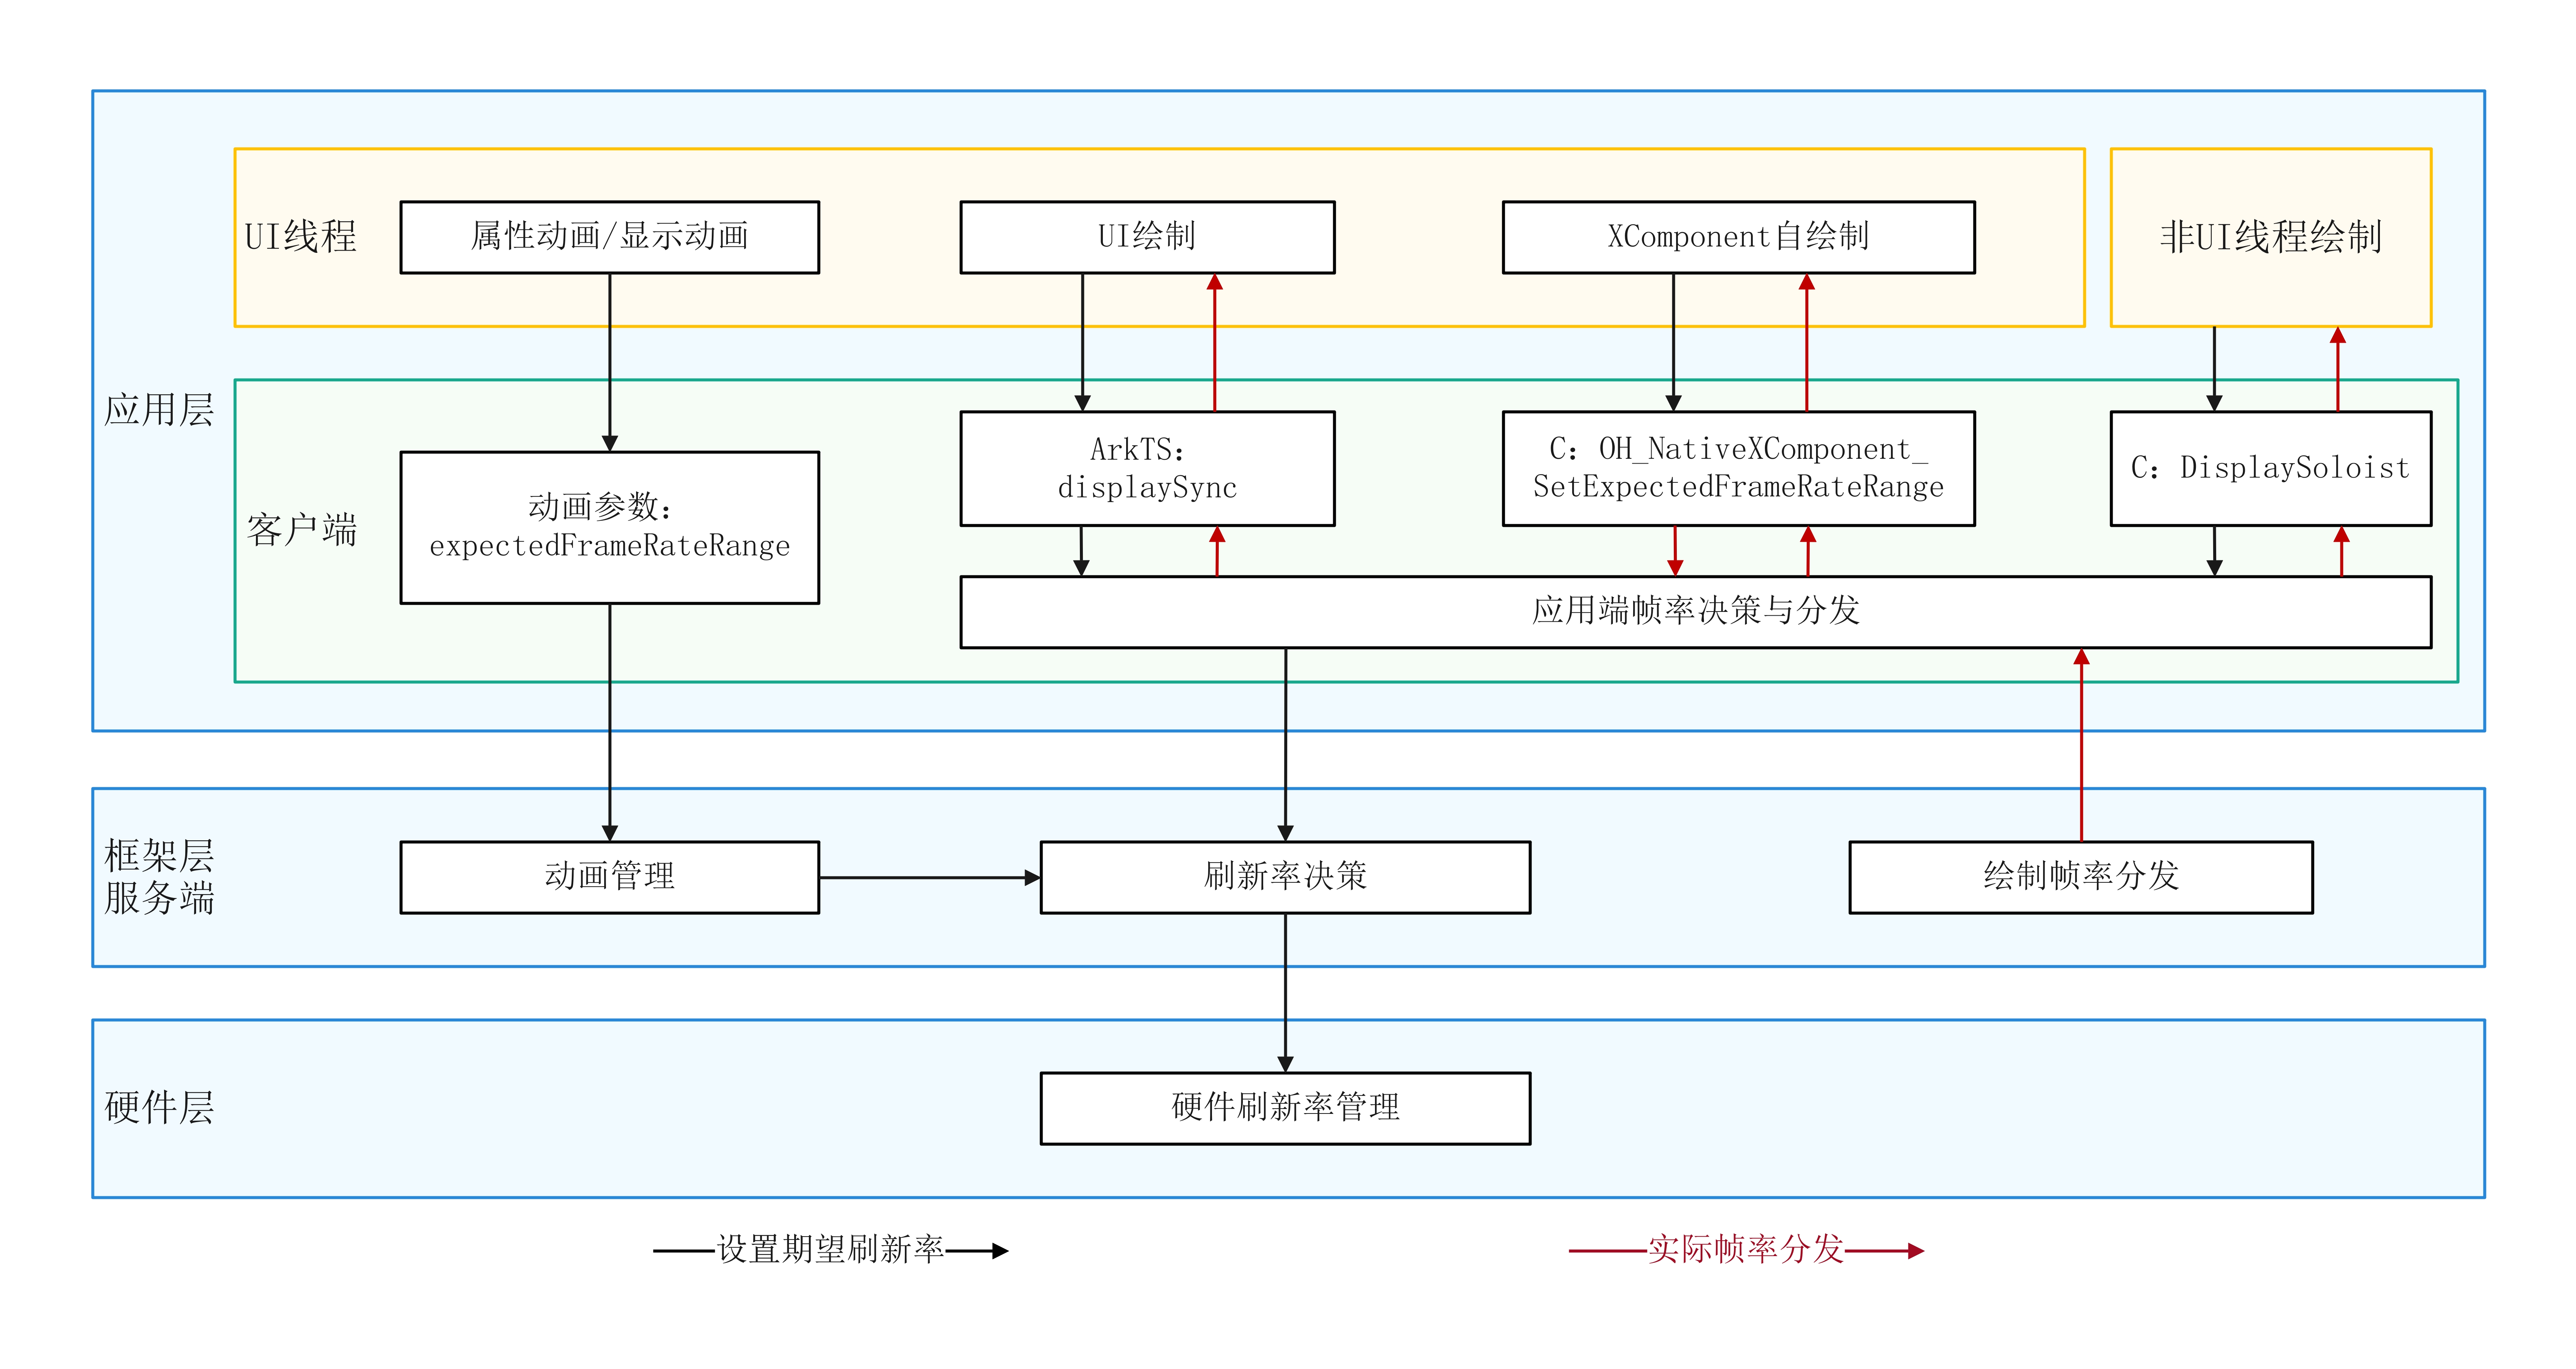 UI线程
属性动画/显示动画
UI绘制
XComponent自绘制
非UI线程绘制
应用层
客户端
动画参数：
expectedFrameRateRange
ArkTS：
displaySync
C：OH_NativeXComponent_
SetExpectedFrameRateRange
C：DisplaySoloist
应用端帧率决策与分发
框架层
服务端
动画管理
刷新率决策
绘制帧率分发
硬件层
硬件刷新率管理
设置期望刷新率
实际帧率分发